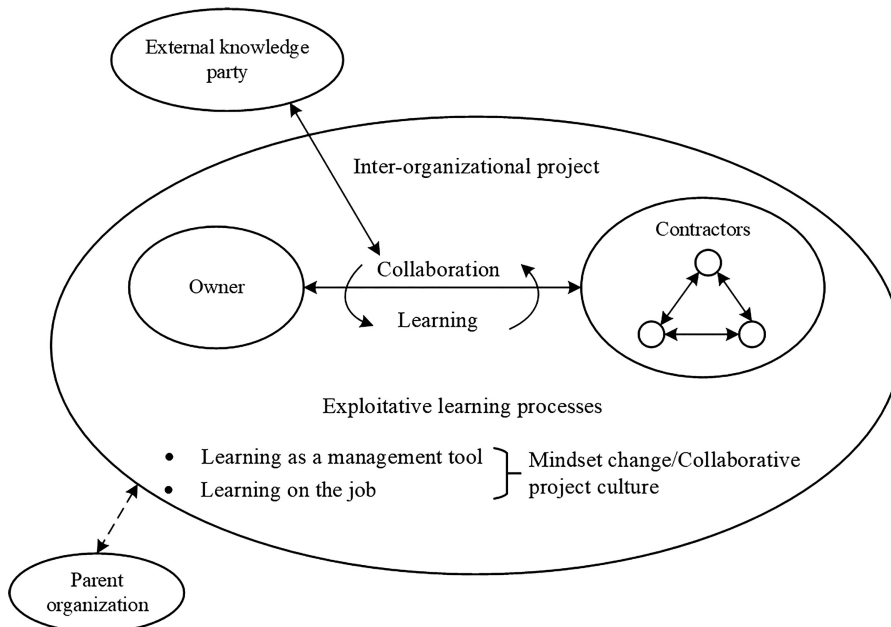 External knowledge
party
Inter-organizational project
Contractors
Owner
Collaboration
Learning
Exploitative learning processes
• Learning as a management tool
• Learning on the job
Mindset change/Collaborative
project culture
Parent
organization